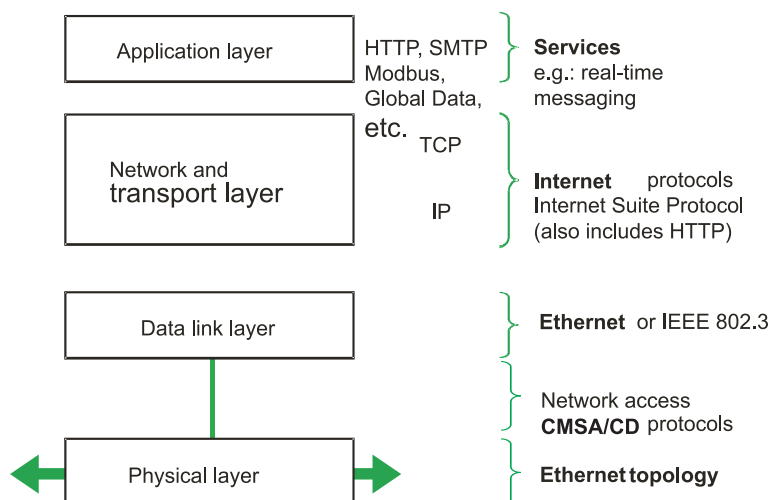 Application layer
HTTP, SMTP
Modbus,
Global Data,
etc.
Services
e.g.: real-time
messaging
Network and
transport layer
TCP
IP
Internet protocols
Internet Suite Protocol
(also includes HTTP)
Data link layer
Ethernet or IEEE 802.3
Network access
CMSA/CD protocols
Physical layer
Ethernet topology